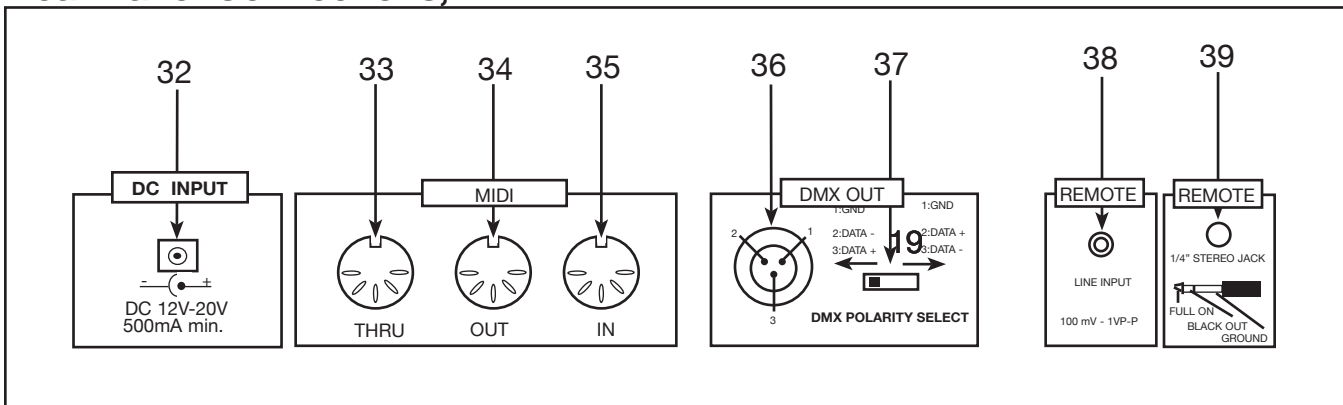 32
33
34
35
36
37
38
39
DC INPUT
- +
DC 12V-20V
500mA min.
MIDI
THRU
OUT
IN
DMX OUT
1:GND
1:GND
2:DATA -
2:DATA +
3:DATA +
3:DATA -
19
2
1
3
DMX POLARITY SELECT
REMOTE
LINE INPUT
100 mV - 1VP-P
REMOTE
1/4" STEREO JACK
FULL ON
BLACK OUT
GROUND